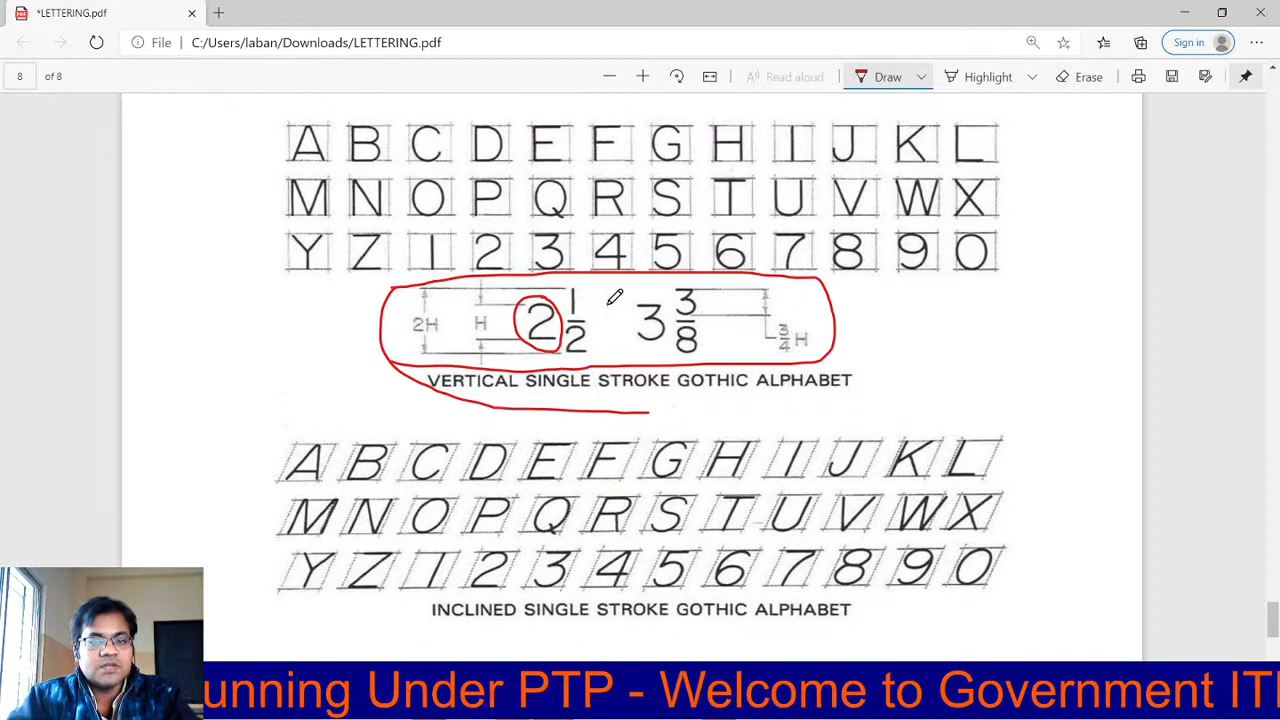 *LETTERING.pdf
File C:/Users/laban/Downloads/LETTERING.pdf Sign in
8 of 8 Read aloud Draw Highlight Erase
A B C D E F G H I J K L
M N O P Q R S T U V W X
Y Z 1 2 3 4 5 6 7 8 9 0
2H H 2 1/2 3 3/8 3/4 H
VERTICAL SINGLE STROKE GOTHIC ALPHABET
A B C D E F G H I J K L
M N O P Q R S T U V W X
Y Z 1 2 3 4 5 6 7 8 9 0
INCLINED SINGLE STROKE GOTHIC ALPHABET
unning Under PTP - Welcome to Government ITI